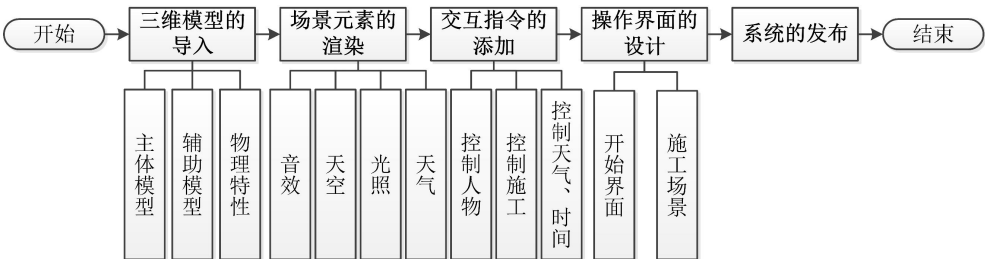 开始
三维模型的
导入
场景元素的
渲染
交互指令的
添加
操作界面的
设计
系统的发布
结束
主体模型
辅助模型
物理特性
音效
天空
光照
天气
控制人物
控制施工
控制天气、时间
开始界面
施工场景